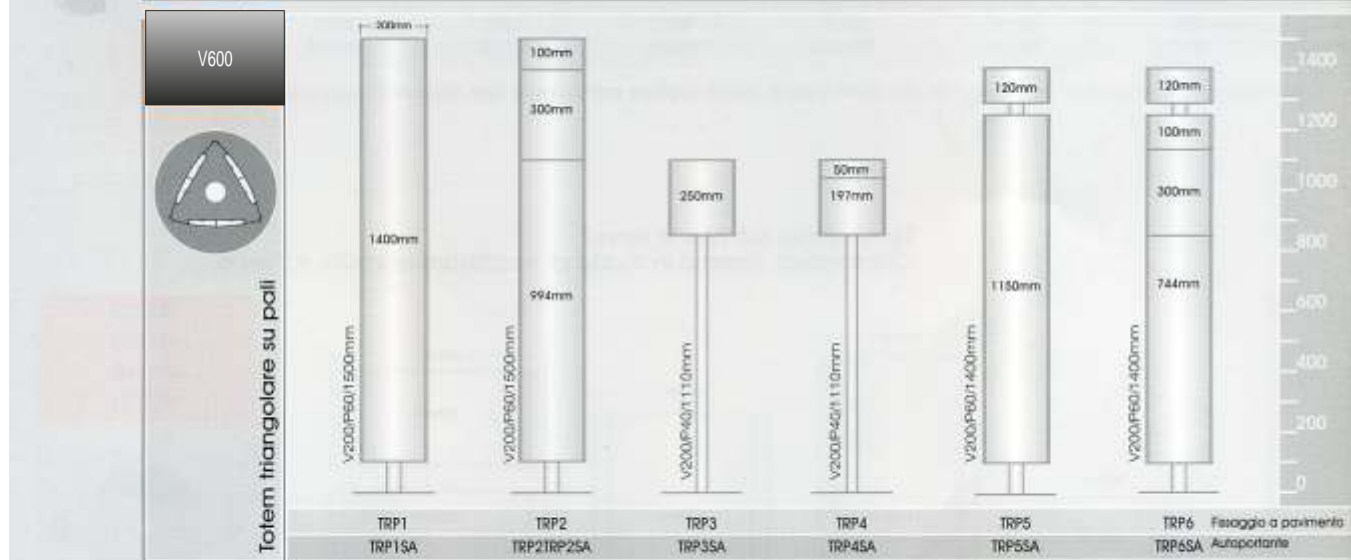 V600
Totem triangolare su pali
200mm
1400mm
V200/P60/1500mm
100mm
300mm
994mm
V200/P60/1500mm
250mm
V200/P40/1110mm
50mm
197mm
V200/P40/1110mm
120mm
1150mm
V200/P60/1400mm
120mm
100mm
300mm
744mm
V200/P60/1400mm
1400
1200
1000
800
600
400
200
0
TRP1 TRP2 TRP3 TRP4 TRP5 TRP6 Fissaggio a pavimento
TRP1SA TRP2TRP2SA TRP3SA TRP4SA TRP5SA TRP6SA Autoportante